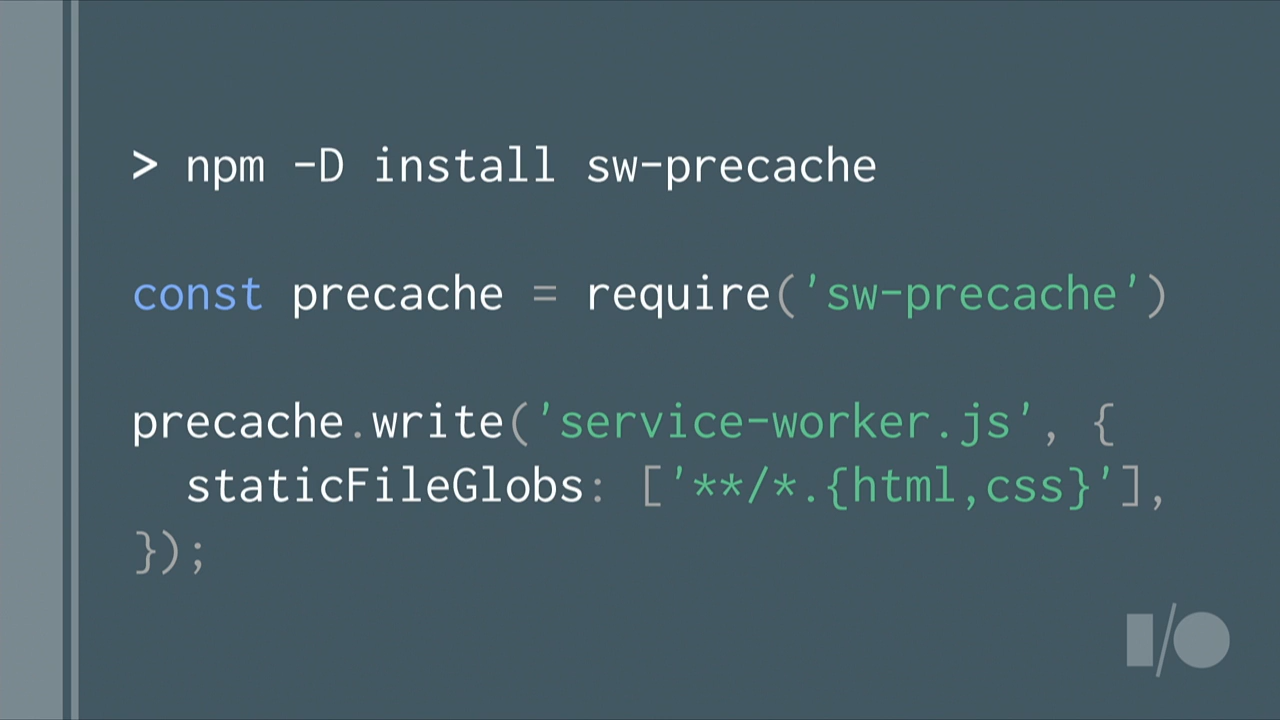 > npm -D install sw-precache
const precache = require('sw-precache')
precache.write('service-worker.js', {
  staticFileGlobs: ['**/*.{html,css}'],
});
I/O